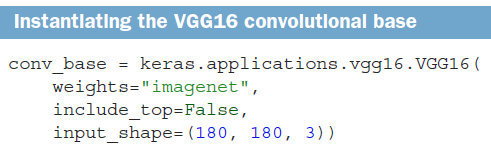 Instantiating the VGG16 convolutional base
conv_base = keras.applications.vgg16.VGG16(
    weights="imagenet",
    include_top=False,
    input_shape=(180, 180, 3))